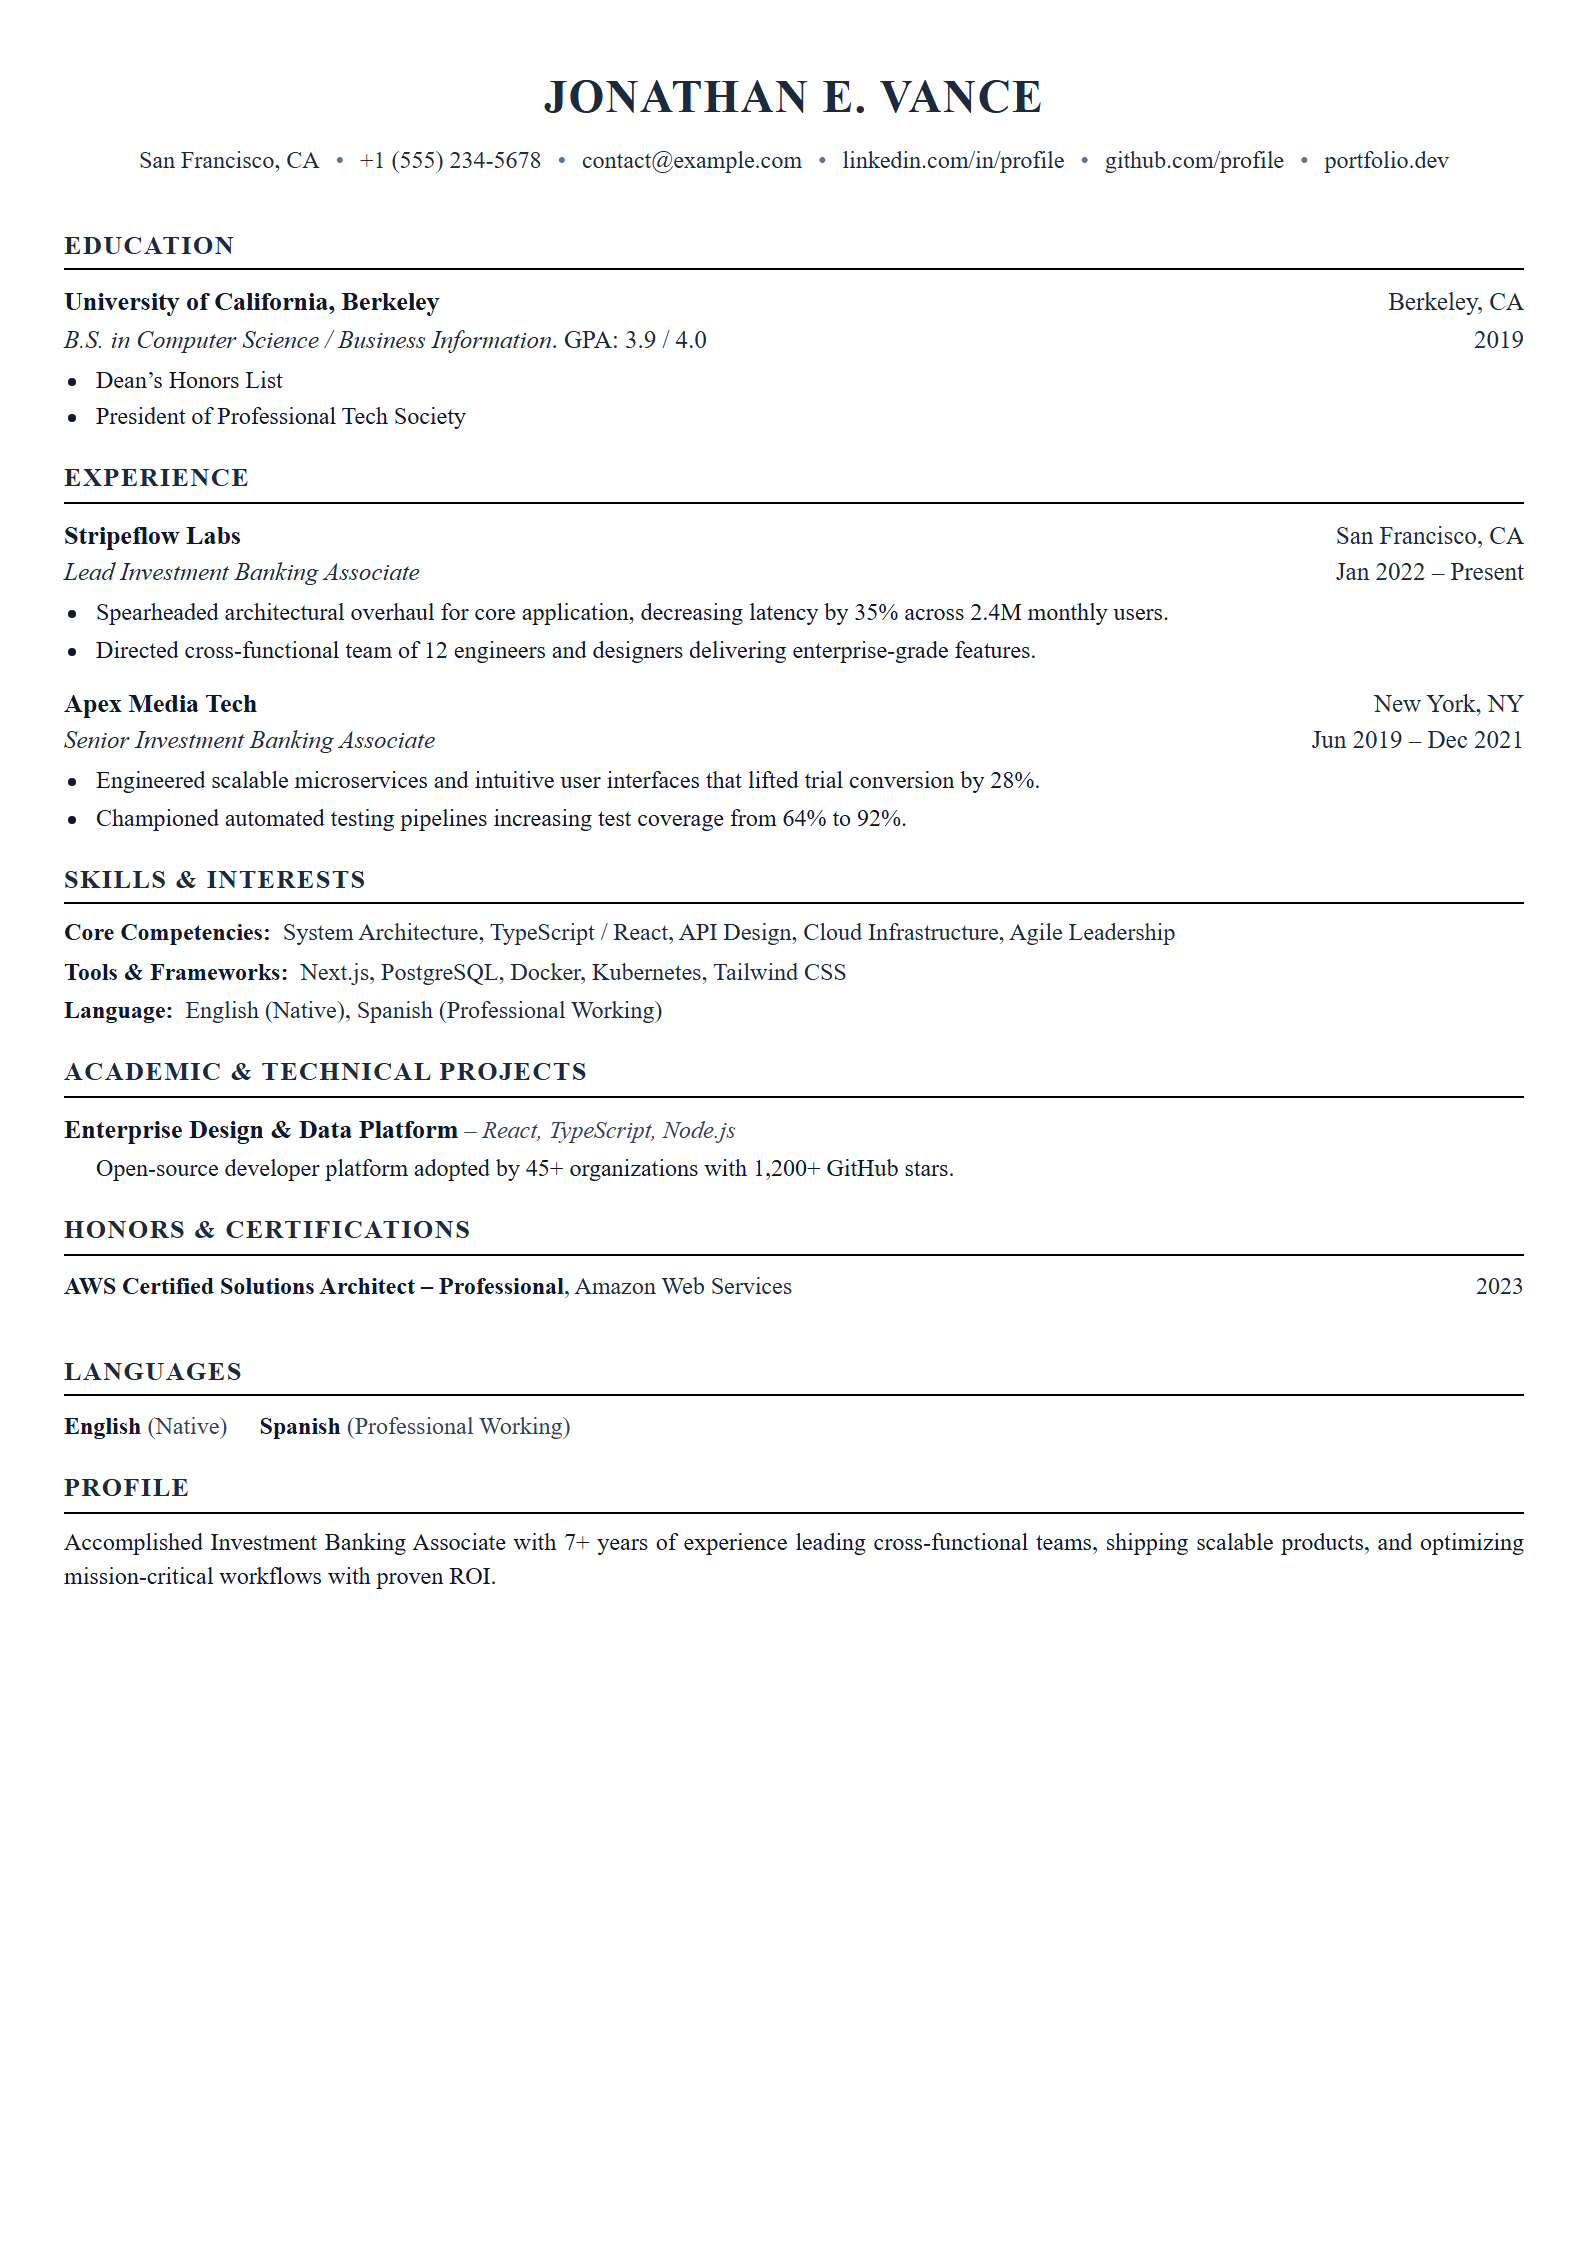 JONATHAN E. VANCE
San Francisco, CA • +1 (555) 234-5678 • contact@example.com • linkedin.com/in/profile • github.com/profile • portfolio.dev
EDUCATION
University of California, Berkeley Berkeley, CA
B.S. in Computer Science / Business Information. GPA: 3.9 / 4.0 2019
• Dean’s Honors List
• President of Professional Tech Society
EXPERIENCE
Stripeflow Labs San Francisco, CA
Lead Investment Banking Associate Jan 2022 – Present
• Spearheaded architectural overhaul for core application, decreasing latency by 35% across 2.4M monthly users.
• Directed cross-functional team of 12 engineers and designers delivering enterprise-grade features.
Apex Media Tech New York, NY
Senior Investment Banking Associate Jun 2019 – Dec 2021
• Engineered scalable microservices and intuitive user interfaces that lifted trial conversion by 28%.
• Championed automated testing pipelines increasing test coverage from 64% to 92%.
SKILLS & INTERESTS
Core Competencies: System Architecture, TypeScript / React, API Design, Cloud Infrastructure, Agile Leadership
Tools & Frameworks: Next.js, PostgreSQL, Docker, Kubernetes, Tailwind CSS
Language: English (Native), Spanish (Professional Working)
ACADEMIC & TECHNICAL PROJECTS
Enterprise Design & Data Platform – React, TypeScript, Node.js
Open-source developer platform adopted by 45+ organizations with 1,200+ GitHub stars.
HONORS & CERTIFICATIONS
AWS Certified Solutions Architect – Professional, Amazon Web Services 2023
LANGUAGES
English (Native) Spanish (Professional Working)
PROFILE
Accomplished Investment Banking Associate with 7+ years of experience leading cross-functional teams, shipping scalable products, and optimizing
mission-critical workflows with proven ROI.